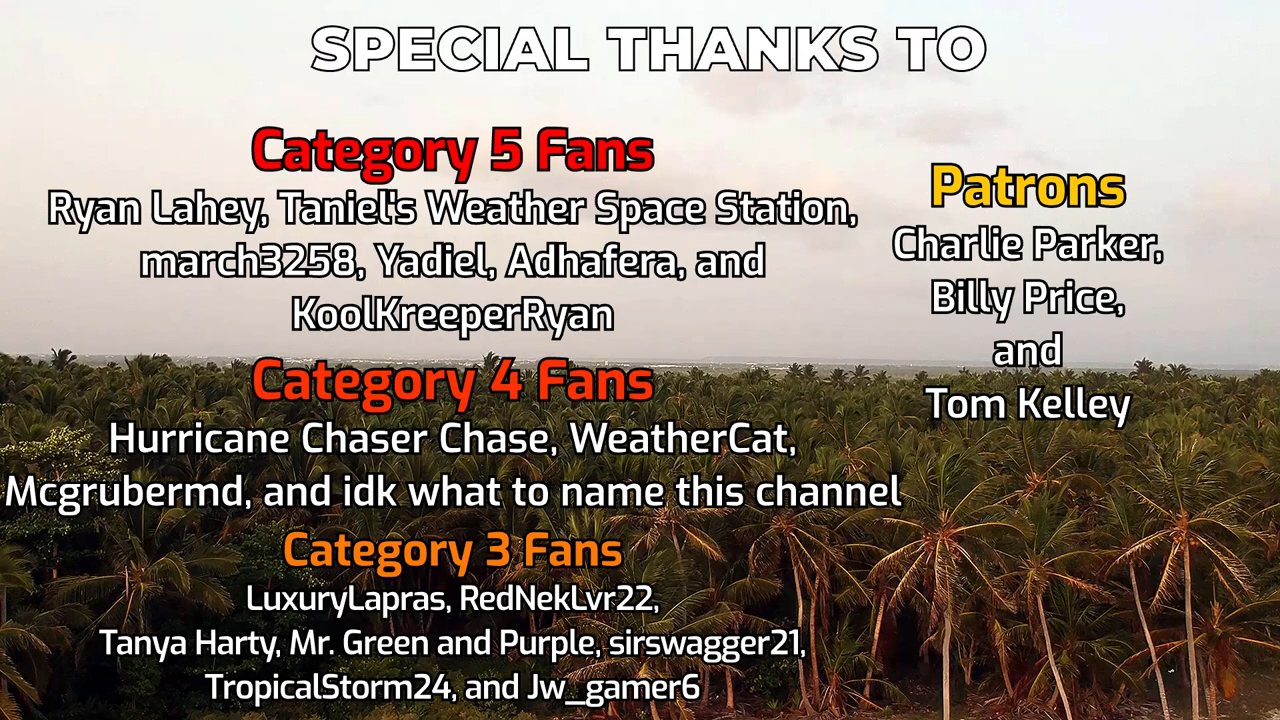 SPECIAL THANKS TO
Category 5 Fans
Ryan Lahey, Taniel's Weather Space Station,
march3258, Yadiel, Adhafera, and
KoolKreeperRyan
Category 4 Fans
Hurricane Chaser Chase, WeatherCat,
Mcgrubermd, and idk what to name this channel
Category 3 Fans
LuxuryLapras, RedNekLvr22,
Tanya Harty, Mr. Green and Purple, sirswagger21,
TropicalStorm24, and Jw_gamer6
Patrons
Charlie Parker,
Billy Price,
and
Tom Kelley